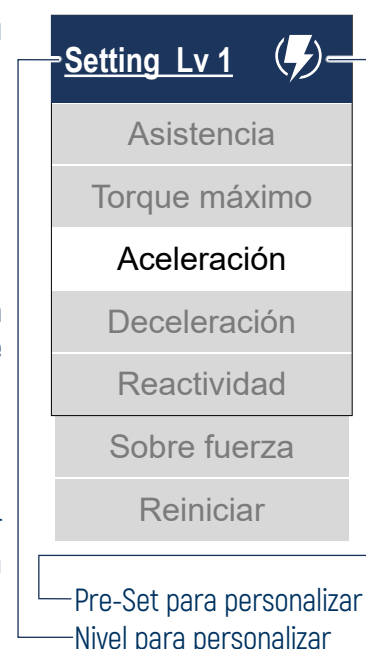 Setting Lv 1
Asistencia
Torque máximo
Aceleración
Deceleración
Reactividad
Sobre fuerza
Reiniciar
Pre-Set para personalizar
Nivel para personalizar